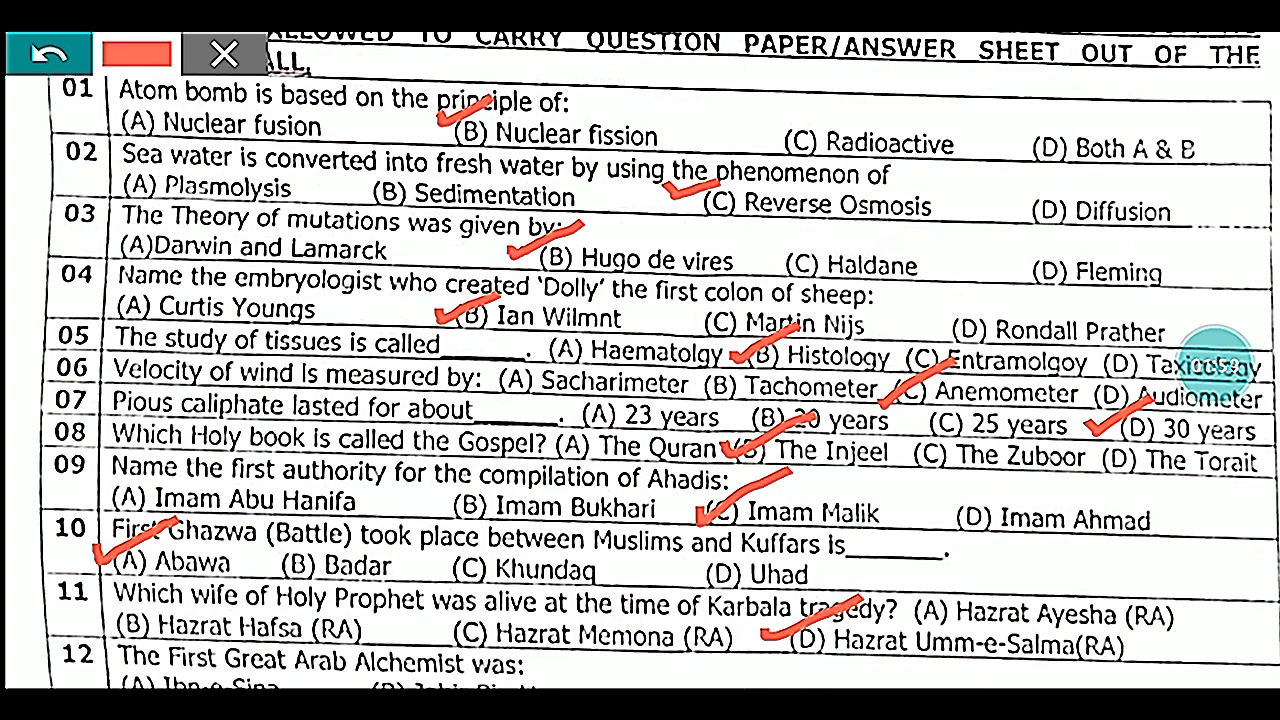 ALLOWED TO CARRY QUESTION PAPER/ANSWER SHEET OUT OF THE
ALL.
01 Atom bomb is based on the principle of:
(A) Nuclear fusion (B) Nuclear fission (C) Radioactive (D) Both A & B
02 Sea water is converted into fresh water by using the phenomenon of
(A) Plasmolysis (B) Sedimentation (C) Reverse Osmosis (D) Diffusion
03 The Theory of mutations was given by:
(A)Darwin and Lamarck (B) Hugo de vires (C) Haldane (D) Fleming
04 Name the embryologist who created ‘Dolly’ the first colon of sheep:
(A) Curtis Youngs (B) Ian Wilmnt (C) Martin Nijs (D) Rondall Prather
05 The study of tissues is called______. (A) Haematolgy (B) Histology (C) Entramolgoy (D)
06 Velocity of wind is measured by: (A) Sacharimeter (B) Tachometer (C) Anemometer (D) Audiometer
07 Pious caliphate lasted for about______. (A) 23 years (B) 20 years (C) 25 years (D) 30 years
08 Which Holy book is called the Gospel? (A) The Quran (B) The Injeel (C) The Zuboor (D) The Torait
09 Name the first authority for the compilation of Ahadis:
(A) Imam Abu Hanifa (B) Imam Bukhari (C) Imam Malik (D) Imam Ahmad
10 First Ghazwa (Battle) took place between Muslims and Kuffars is_______.
(A) Abawa (B) Badar (C) Khundaq (D) Uhad
11 Which wife of Holy Prophet was alive at the time of Karbala tragedy? (A) Hazrat Ayesha (RA)
(B) Hazrat Hafsa (RA) (C) Hazrat Memona (RA) (D) Hazrat Umm-e-Salma(RA)
12 The First Great Arab Alchemist was:
(A) Ibn-e-Sina (B) Jabir Bin